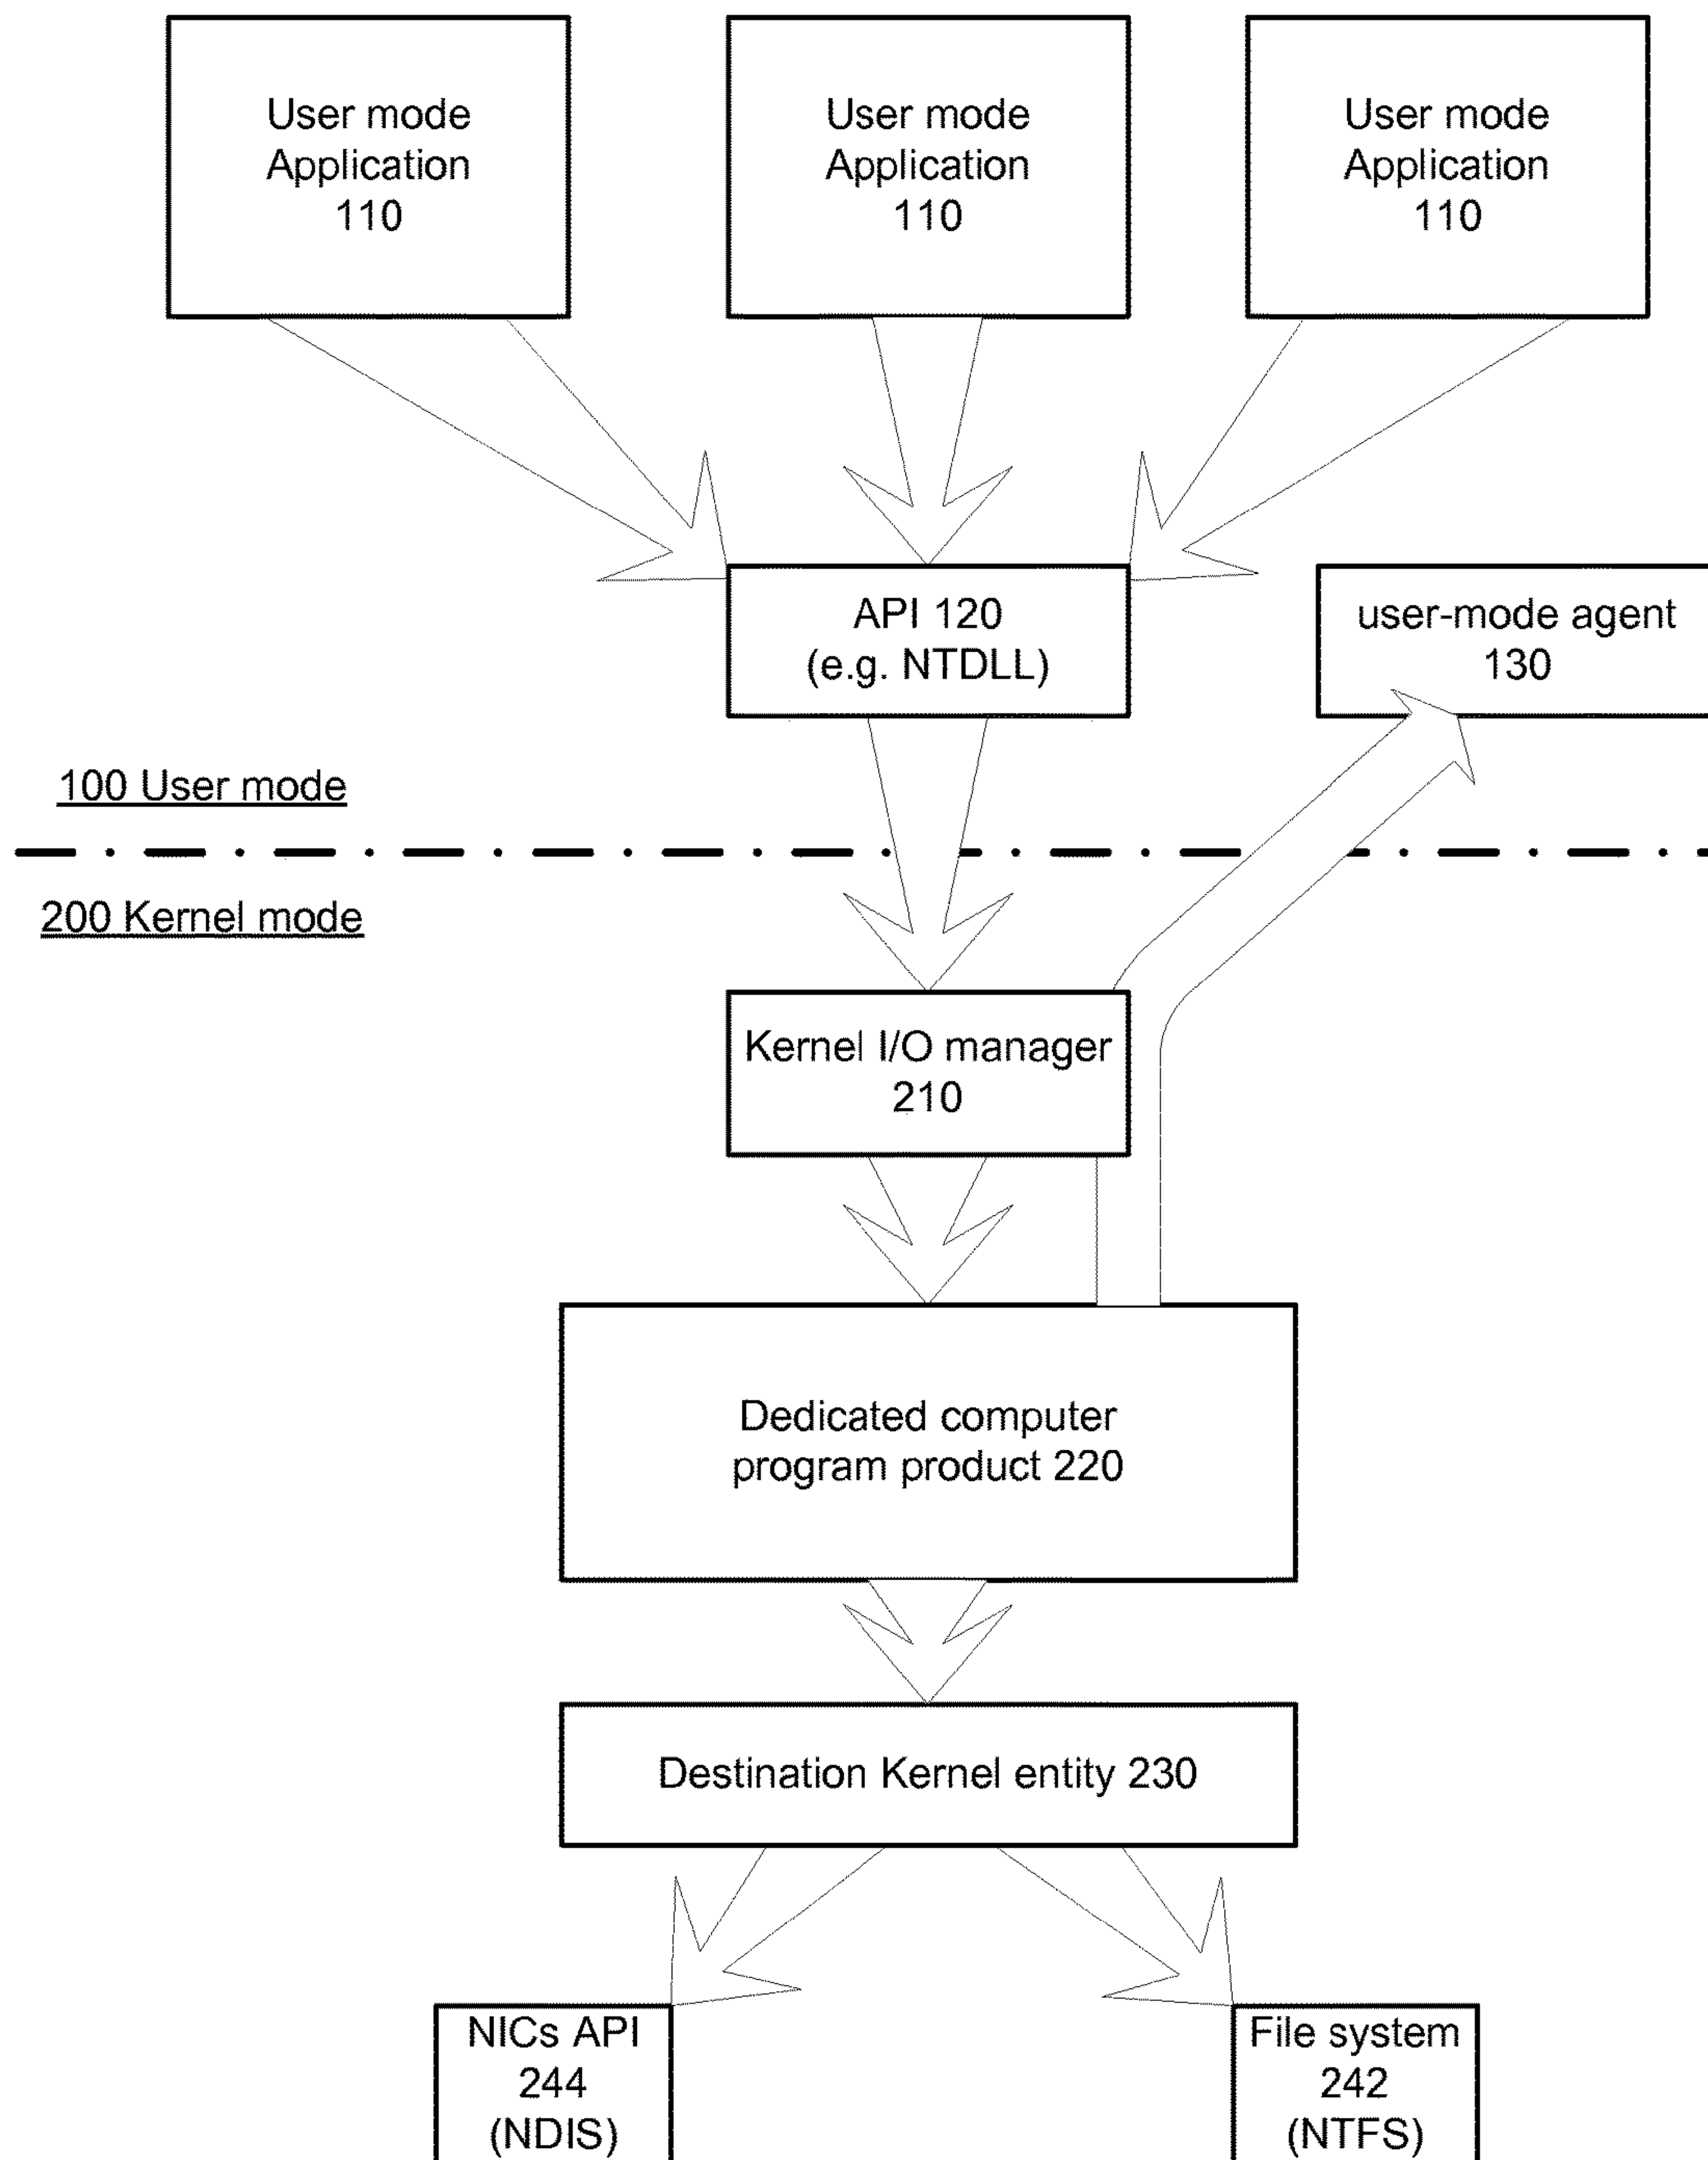 User mode
Application
110
User mode
Application
110
User mode
Application
110
API 120
(e.g. NTDLL)
user-mode agent
130
100 User mode
200 Kernel mode
Kernel I/O manager
210
Dedicated computer
program product 220
Destination Kernel entity 230
NICs API
244
(NDIS)
File system
242
(NTFS)